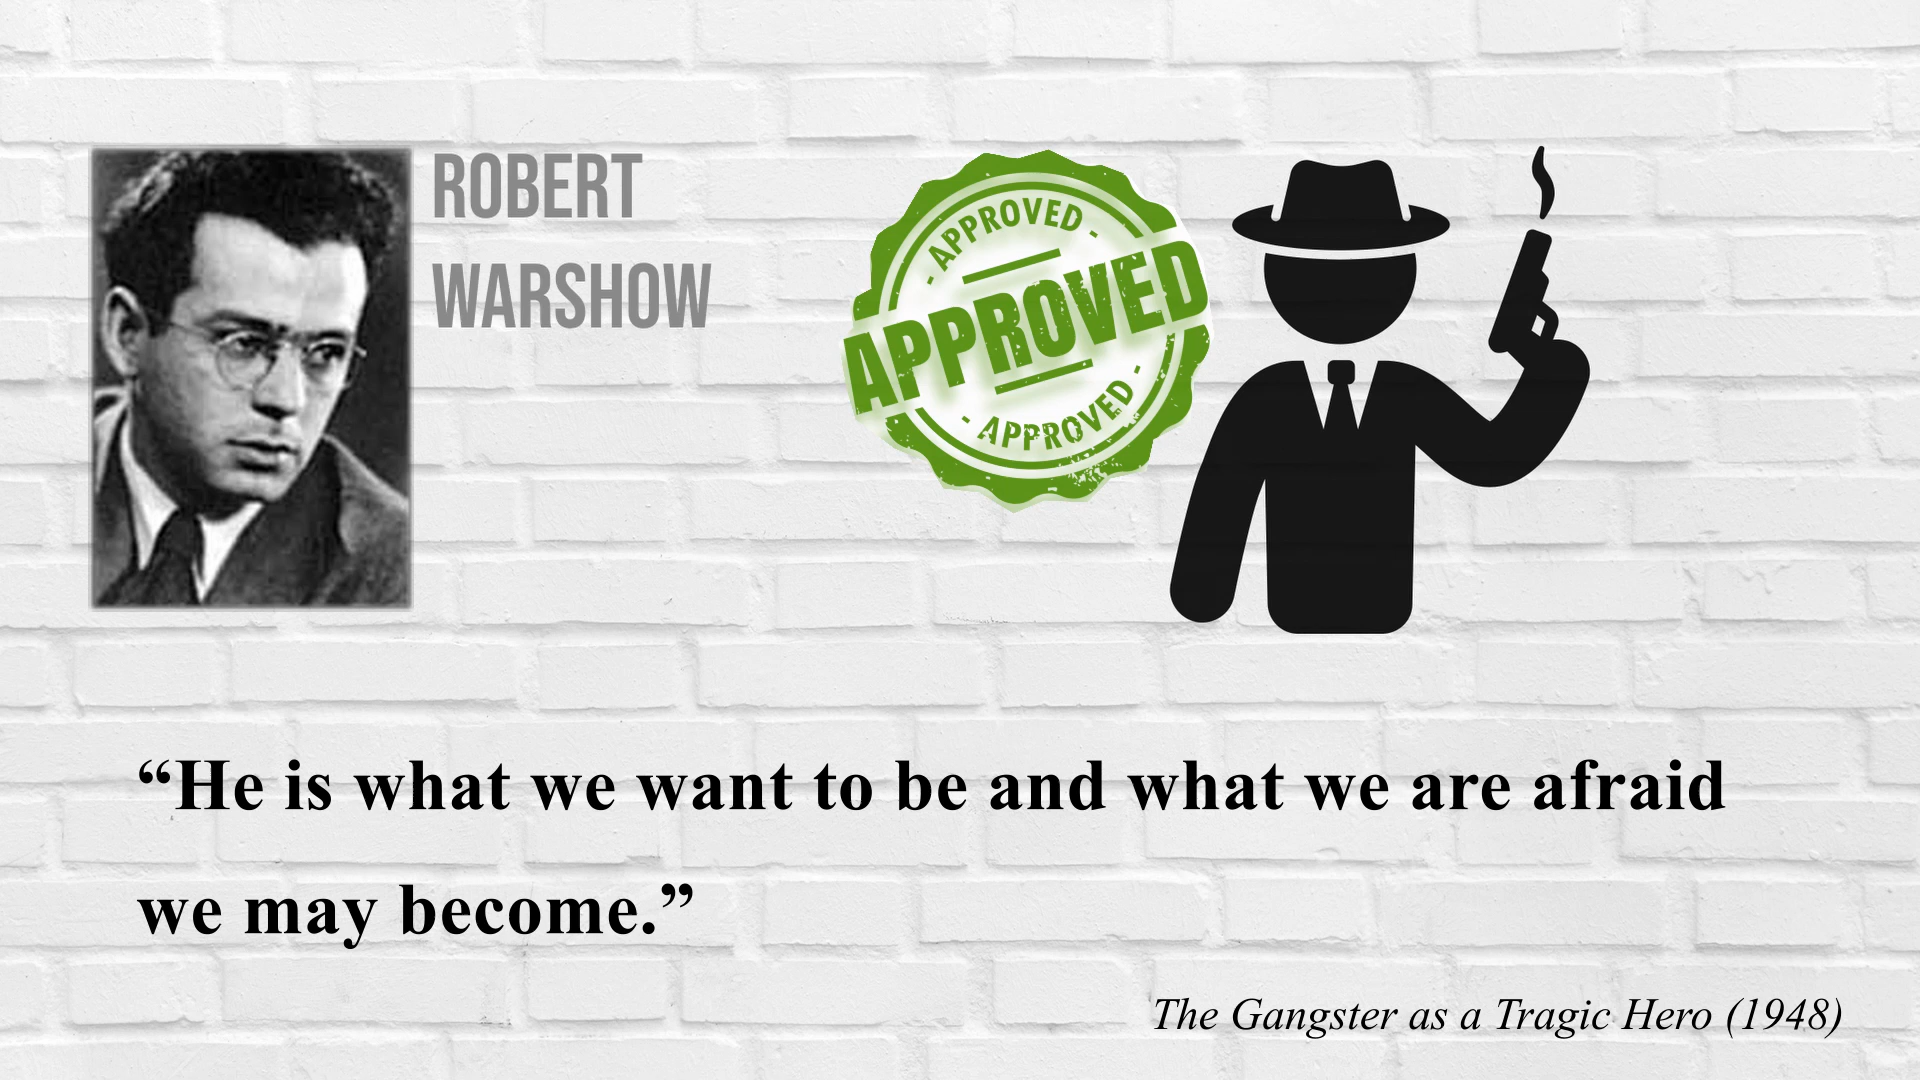 ROBERT
WARSHOW
- APPROVED -
APPROVED
- APPROVED -
“He is what we want to be and what we are afraid
we may become.”
The Gangster as a Tragic Hero (1948)